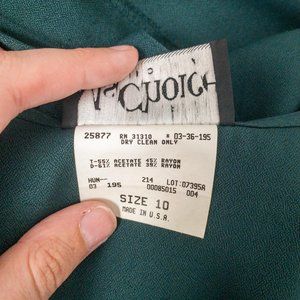 Choice
25877 RN 31310 * 03-36-195
DRY CLEAN ONLY
T-55% ACETATE 45% RAYON
D-61% ACETATE 39% RAYON
HUN-- 214 LOT:07395A
03 195 00085015 004
SIZE 10
MADE IN U.S.A.